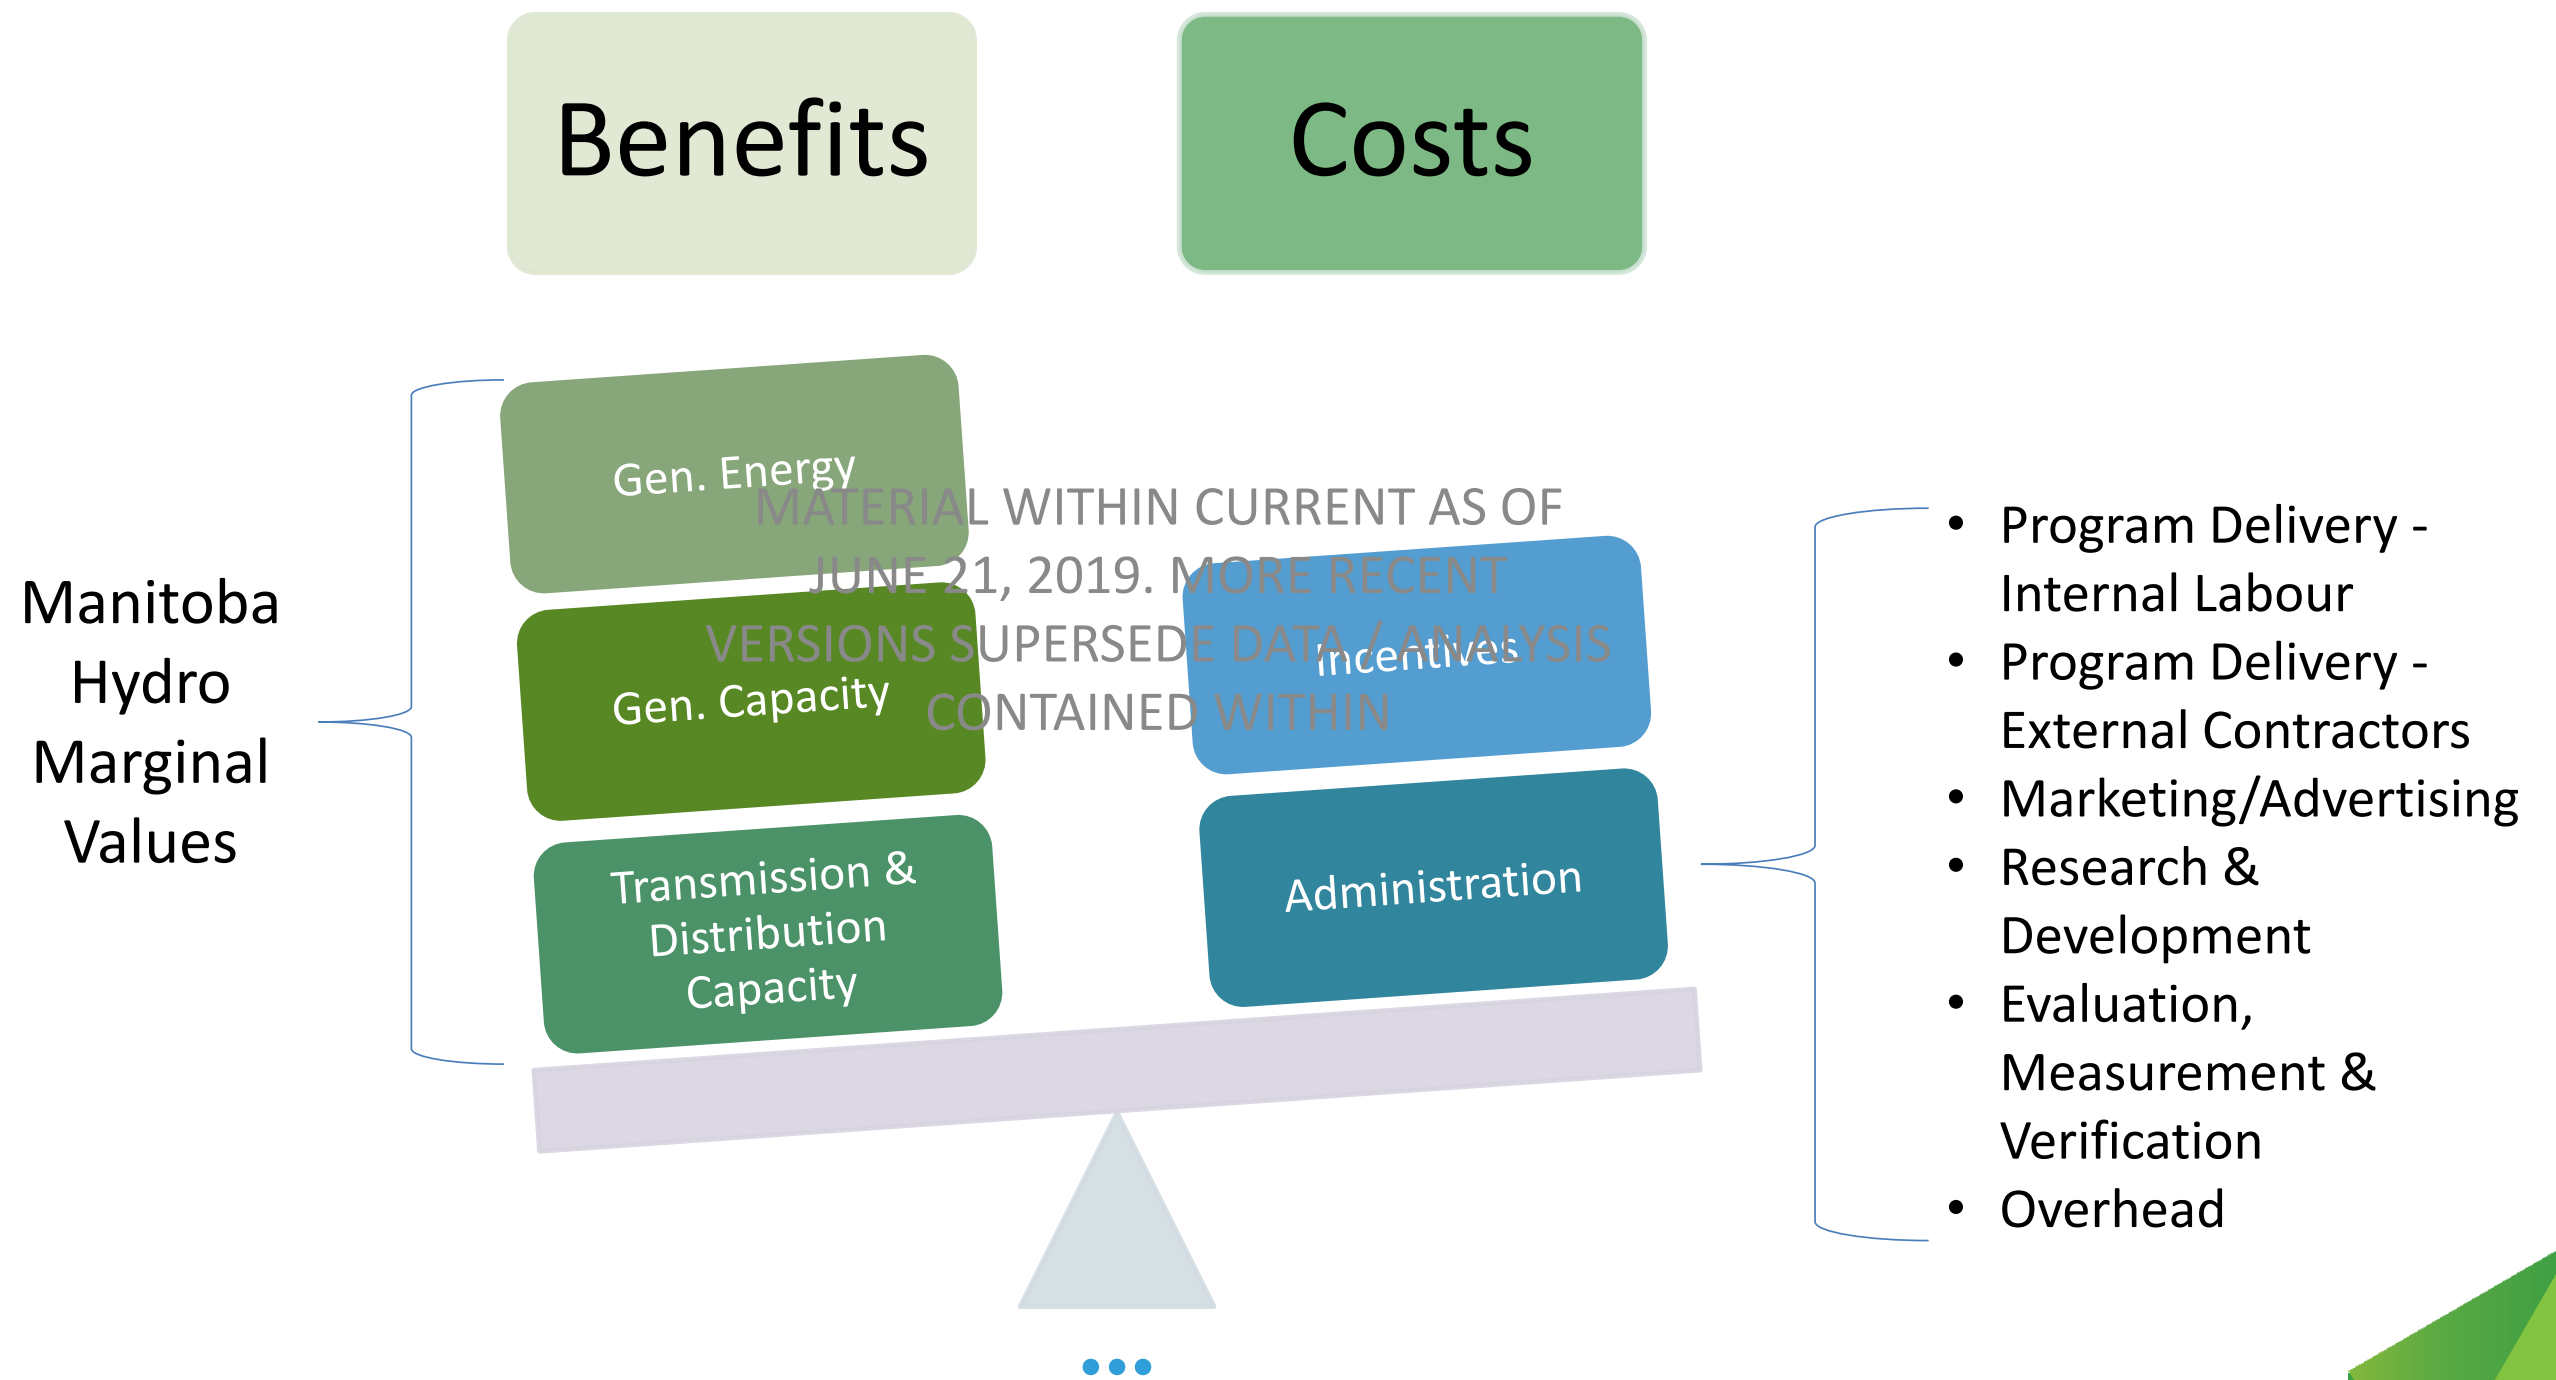 Benefits
Costs
Manitoba
Hydro
Marginal
Values
Gen. Energy
Gen. Capacity
Transmission &
Distribution
Capacity
MATERIAL WITHIN CURRENT AS OF
JUNE 21, 2019. MORE RECENT
VERSIONS SUPERSEDE DATA / ANALYSIS
CONTAINED WITHIN
Incentives
Administration
• Program Delivery -
Internal Labour
• Program Delivery -
External Contractors
• Marketing/Advertising
• Research &
Development
• Evaluation,
Measurement &
Verification
• Overhead